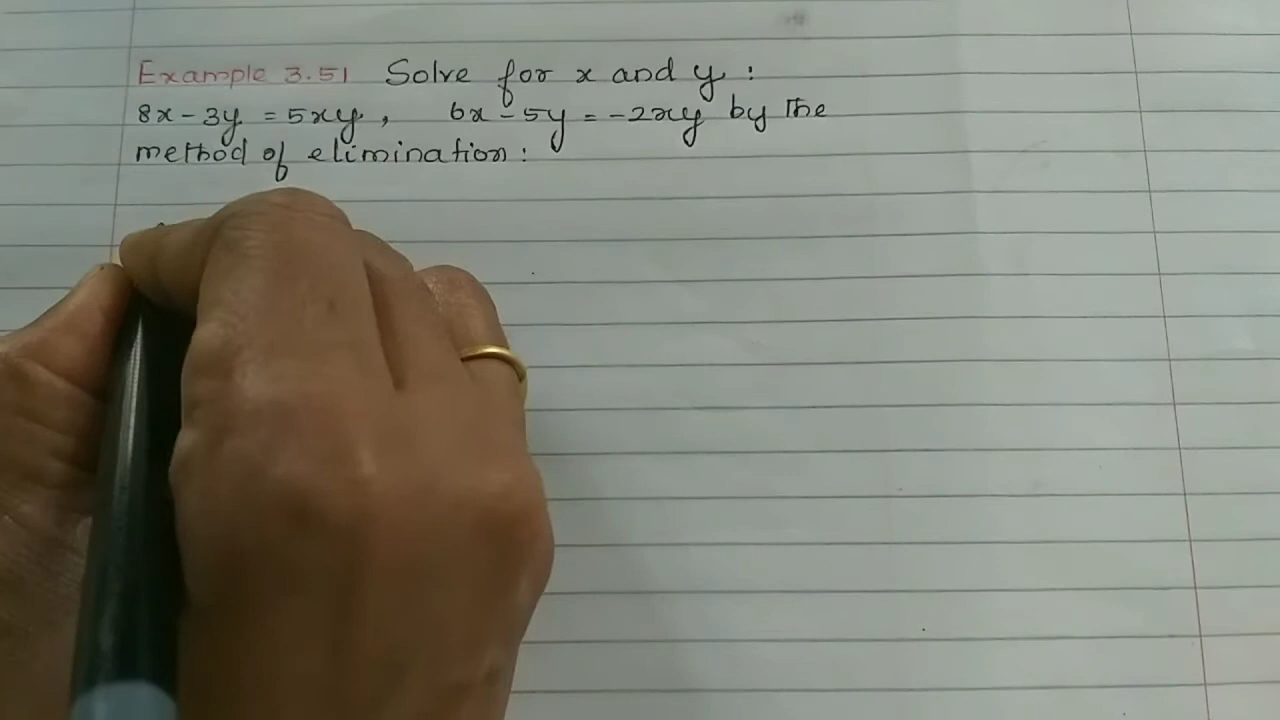 Example 3.51 Solve for x and y :
8x - 3y = 5xy, 6x - 5y = -2xy by the
method of elimination :